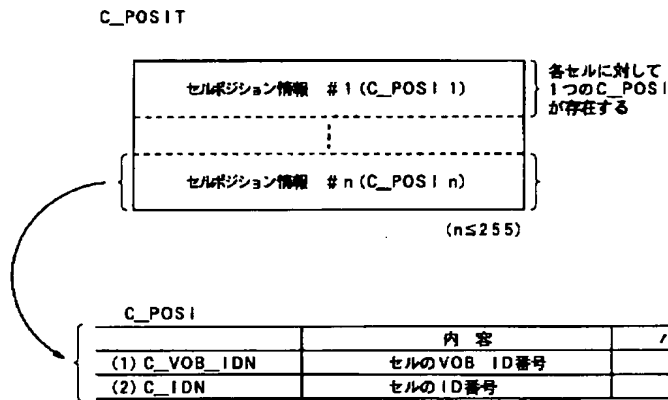 C_POSIT
セルポジション情報 #1(C_POSI 1)
各セルに対して
1つのC_POSI
が存在する
セルポジション情報 #n(C_POSI n)
(n≤255)
C_POSI
内容
(1) C_VOB_IDN セルのVOB ID番号
(2) C_IDN セルのID番号